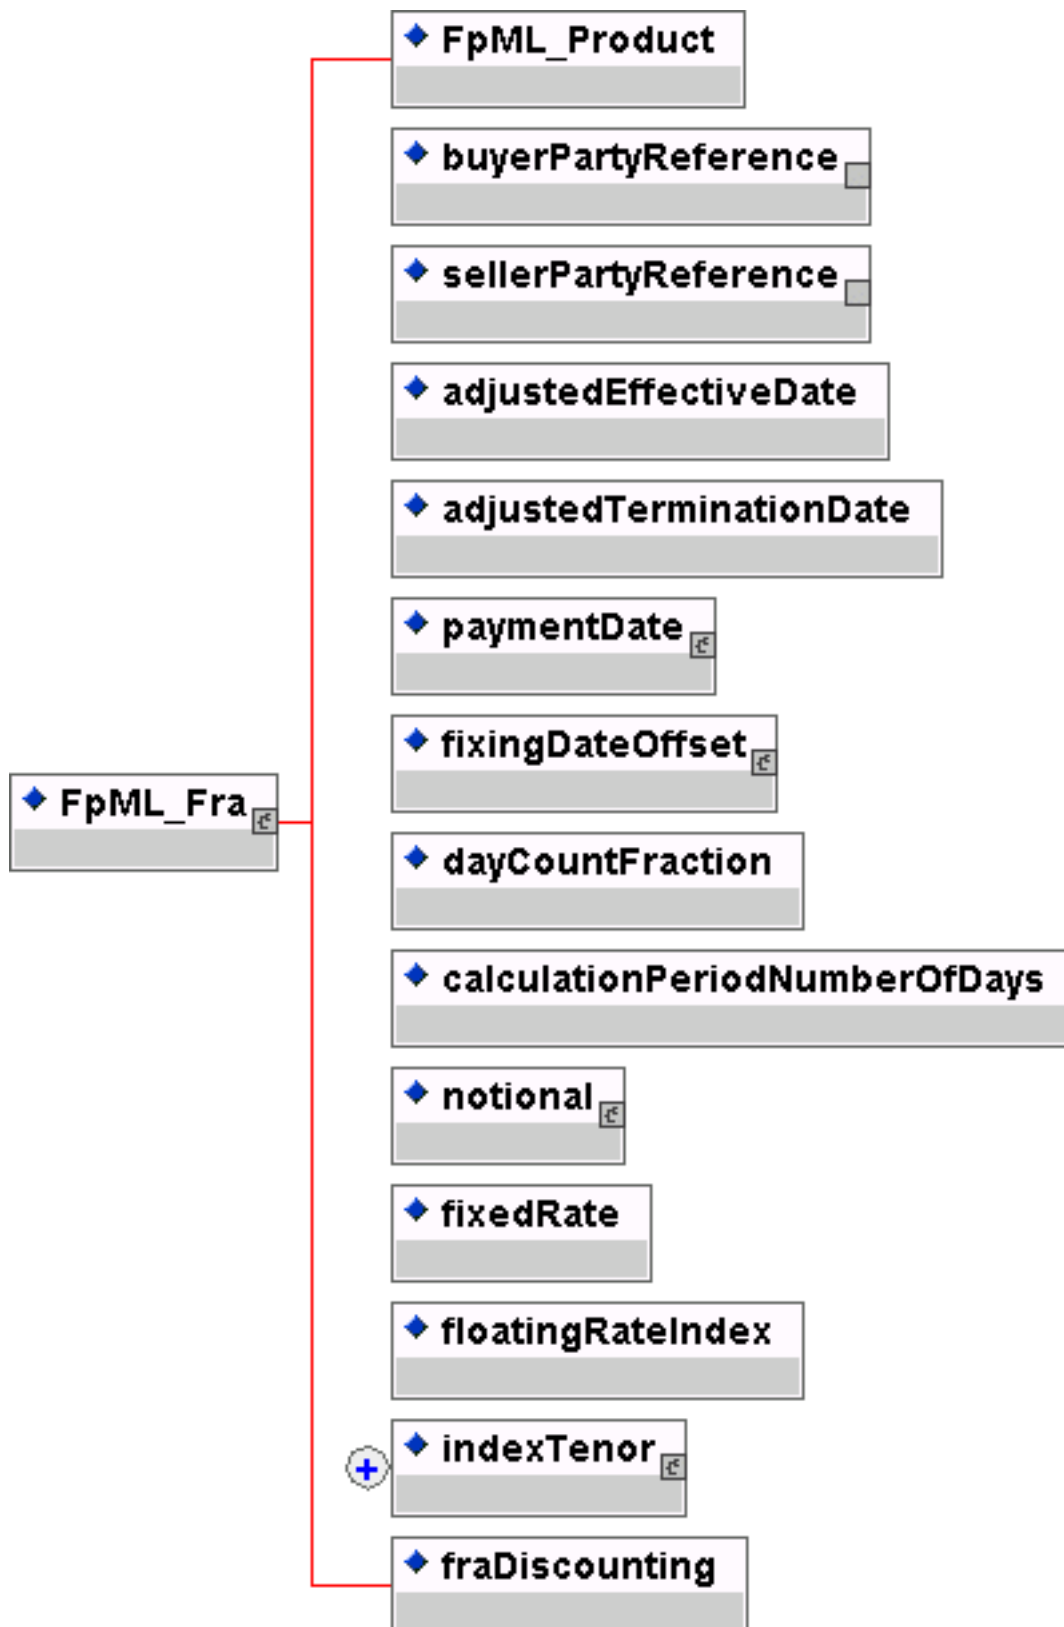 FpML_Product
buyerPartyReference
sellerPartyReference
adjustedEffectiveDate
adjustedTerminationDate
paymentDate
fixingDateOffset
FpML_Fra
dayCountFraction
calculationPeriodNumberOfDays
notional
fixedRate
floatingRateIndex
indexTenor
fraDiscounting